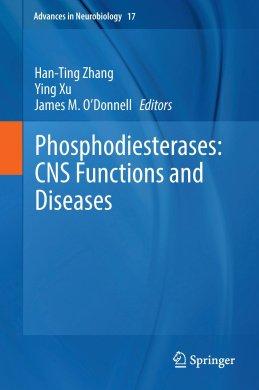 Advances in Neurobiology 17
Han-Ting Zhang
Ying Xu
James M. O'Donnell Editors
Phosphodiesterases:
CNS Functions and
Diseases
Springer